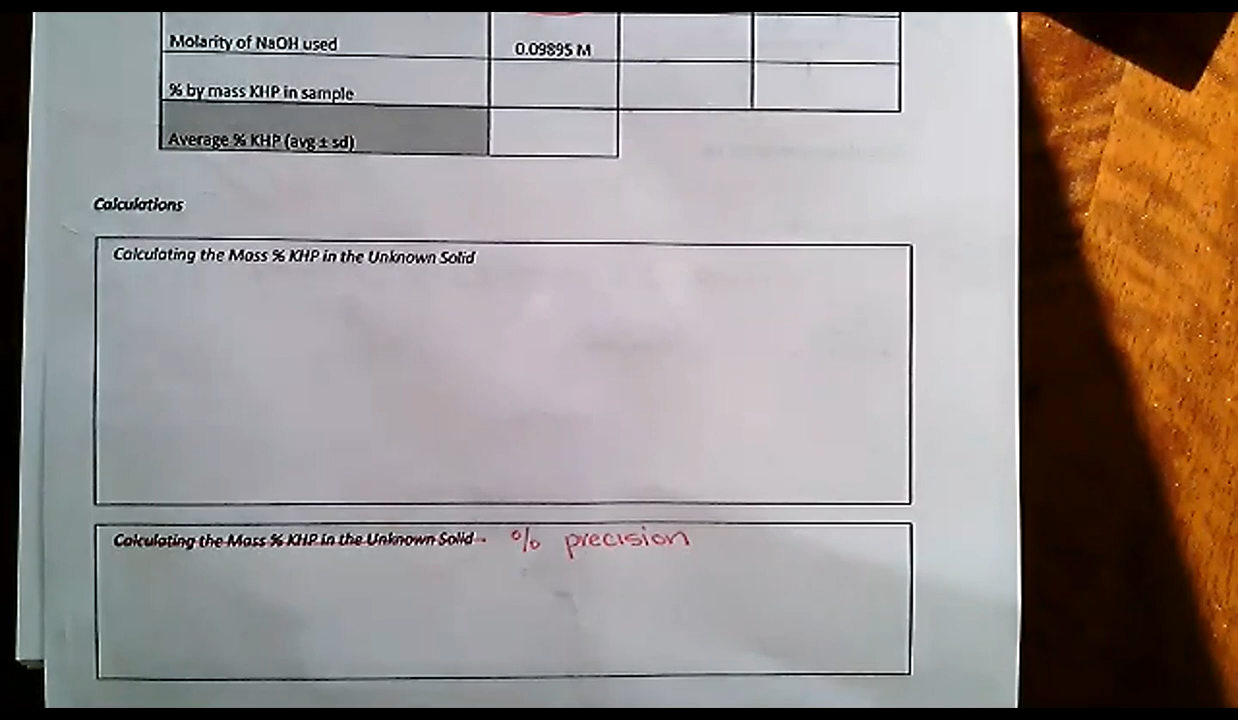 Molarity of NaOH used 0.09895 M
% by mass KHP in sample
Average % KHP (avg ± sd)
Calculations
Calculating the Mass % KHP in the Unknown Solid
Calculating the Mass % KHP in the Unknown Solid % precision